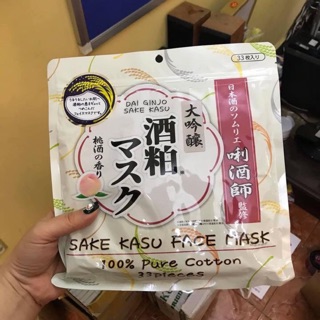 33枚入り
DAI GINJO
SAKE KASU
大吟醸
酒粕
マスク
桃酒の香り
日本酒のソムリエ
唎酒師
監修
SAKE KASU FACE MASK
100% Pure Cotton
33pieces